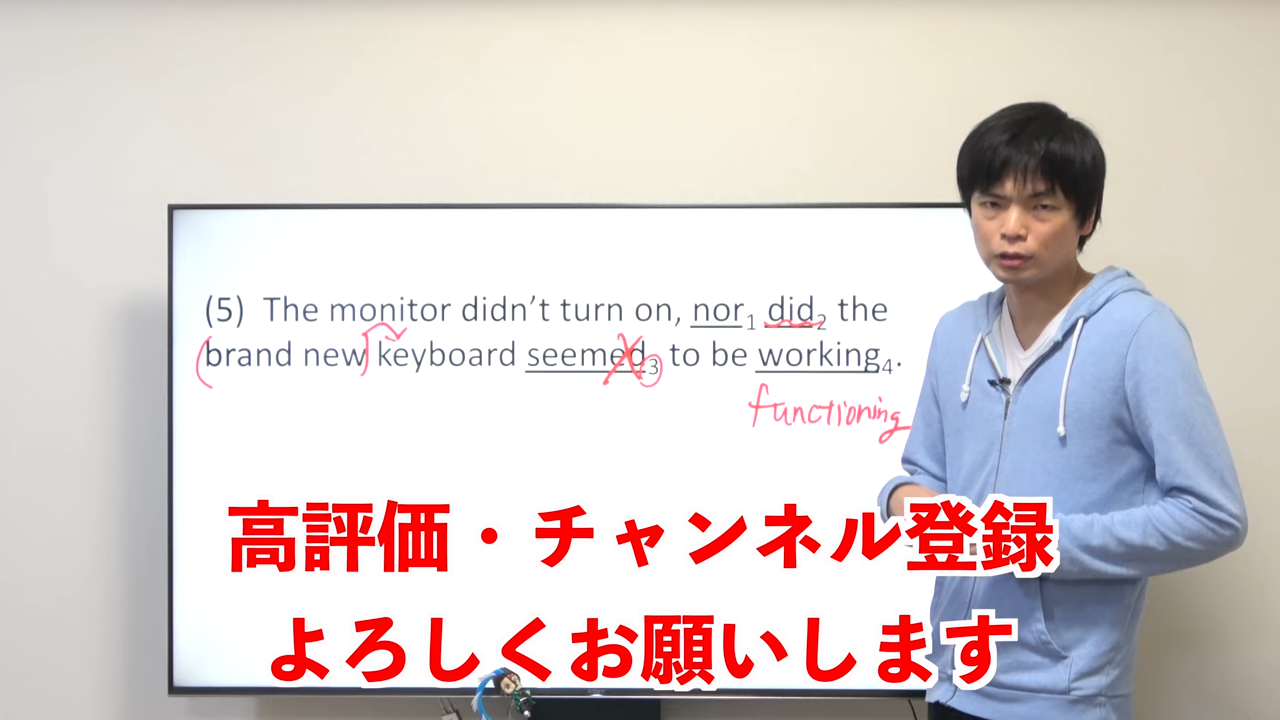 (5) The monitor didn't turn on, nor1 did2 the
brand new keyboard seemed3 to be working4.
functioning
高評価・チャンネル登録
よろしくお願いします